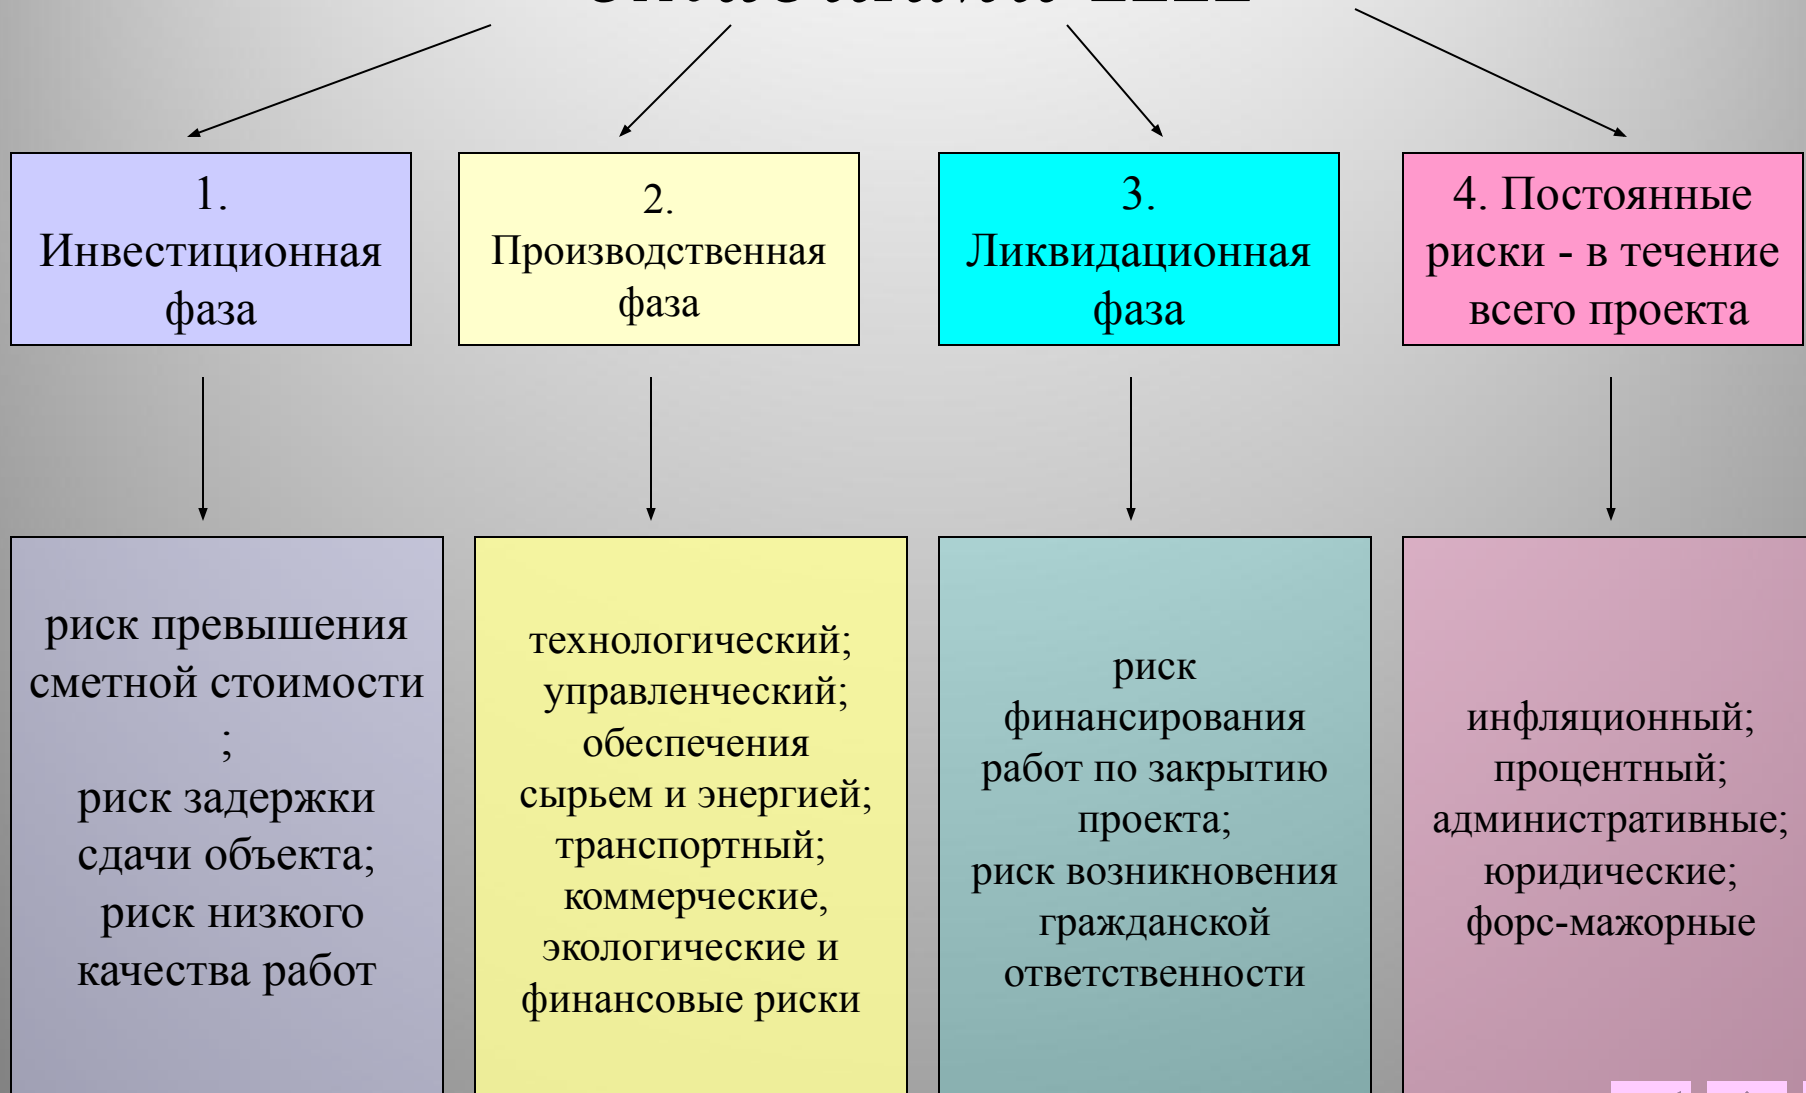 1.
Инвестиционная
фаза
2.
Производственная
фаза
3.
Ликвидационная
фаза
4. Постоянные
риски - в течение
всего проекта
риск превышения
сметной стоимости
;
риск задержки
сдачи объекта;
риск низкого
качества работ
технологический;
управленческий;
обеспечения
сырьем и энергией;
транспортный;
коммерческие,
экологические и
финансовые риски
риск
финансирования
работ по закрытию
проекта;
риск возникновения
гражданской
ответственности
инфляционный;
процентный;
административные;
юридические;
форс-мажорные